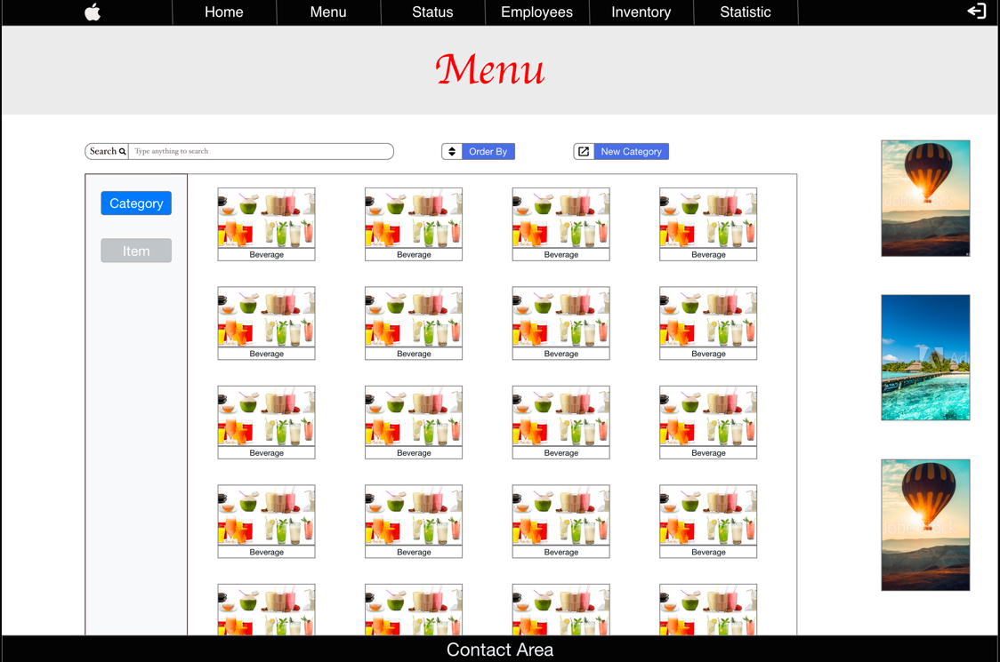 Home Menu Status Employees Inventory Statistic
Menu
Search Type anything to search Order By New Category
Category
Item
Beverage Beverage Beverage Beverage
Beverage Beverage Beverage Beverage
Beverage Beverage Beverage Beverage
Beverage Beverage Beverage Beverage
Contact Area